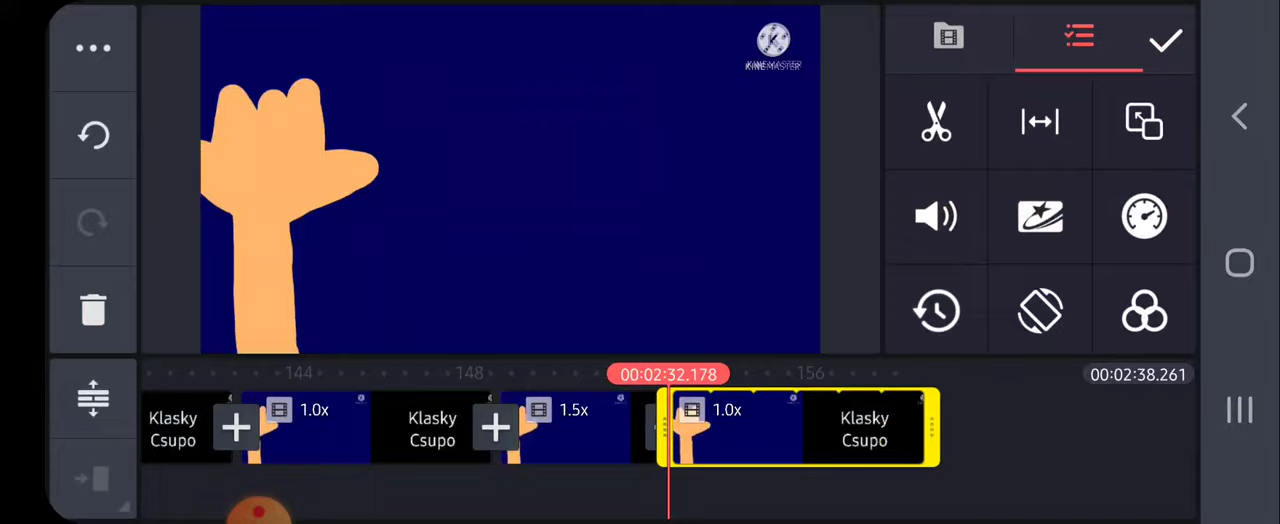 KINEMASTER
144
148
00:02:32.178
156
00:02:38.261
Klasky
Csupo
1.0x
Klasky
Csupo
1.5x
1.0x
Klasky
Csupo